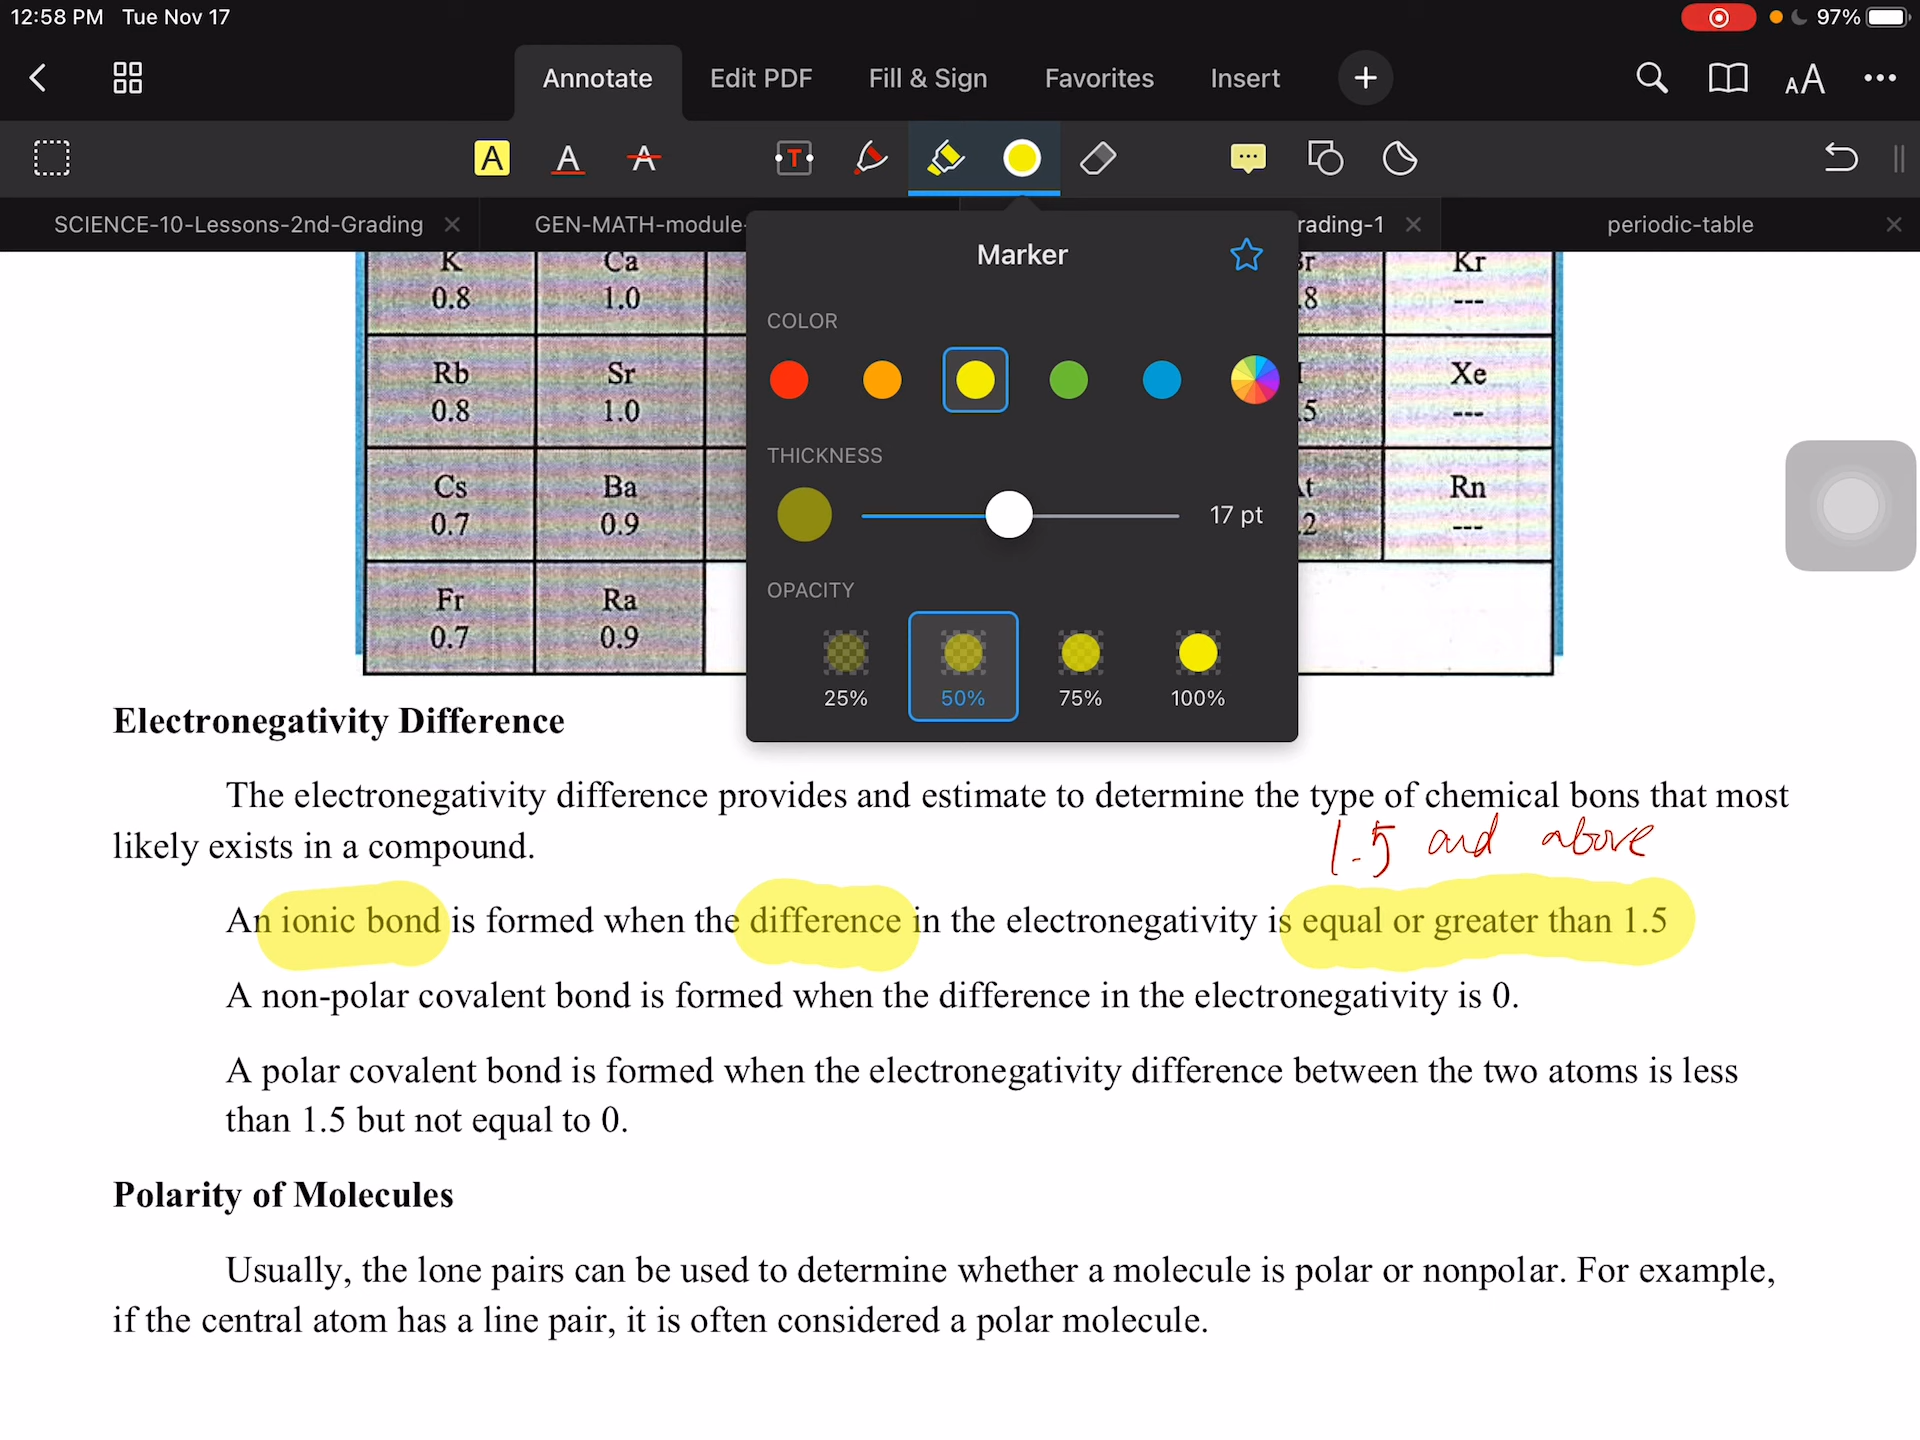 12:58 PM Tue Nov 17
97%
Annotate Edit PDF Fill & Sign Favorites Insert
AA
A A A T
SCIENCE-10-Lessons-2nd-Grading GEN-MATH-module- rading-1 periodic-table
Marker
COLOR
THICKNESS
17 pt
OPACITY
25% 50% 75% 100%
K Ca Kr
0.8 1.0 .8 ---
Rb Sr Xe
0.8 1.0 .5 ---
Cs Ba Rn
0.7 0.9 .2 ---
Fr Ra
0.7 0.9
Electronegativity Difference
The electronegativity difference provides and estimate to determine the type of chemical bons that most
likely exists in a compound.
1.5 and above
An ionic bond is formed when the difference in the electronegativity is equal or greater than 1.5
A non-polar covalent bond is formed when the difference in the electronegativity is 0.
A polar covalent bond is formed when the electronegativity difference between the two atoms is less
than 1.5 but not equal to 0.
Polarity of Molecules
Usually, the lone pairs can be used to determine whether a molecule is polar or nonpolar. For example,
if the central atom has a line pair, it is often considered a polar molecule.